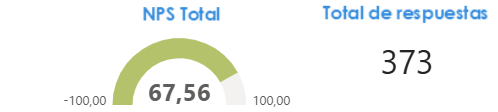 NPS Total
Total de respuestas
373
67,56
-100,00
100,00